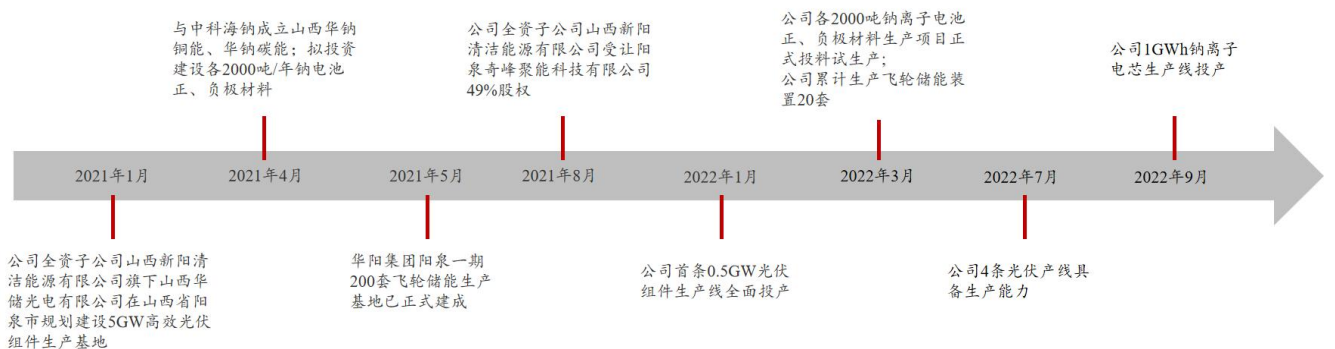 与中科海钠成立山西华钠
铜能、华钠碳能；拟投资
建设各2000吨/年钠电池
正、负极材料
公司全资子公司山西新阳
清洁能源有限公司受让阳
泉奇峰聚能科技有限公司
49%股权
公司各2000吨钠离子电池
正、负极材料生产项目正
式投料试生产；
公司累计生产飞轮储能装
置20套
公司1GWh钠离子
电芯生产线投产
2021年1月
2021年4月
2021年5月
2021年8月
2022年1月
2022年3月
2022年7月
2022年9月
公司全资子公司山西新阳清
洁能源有限公司旗下山西华
储光电有限公司在山西省阳
泉市规划建设5GW高效光伏
组件生产基地
华阳集团阳泉一期
200套飞轮储能生产
基地已正式建成
公司首条0.5GW光伏
组件生产线全面投产
公司4条光伏产线具
备生产能力